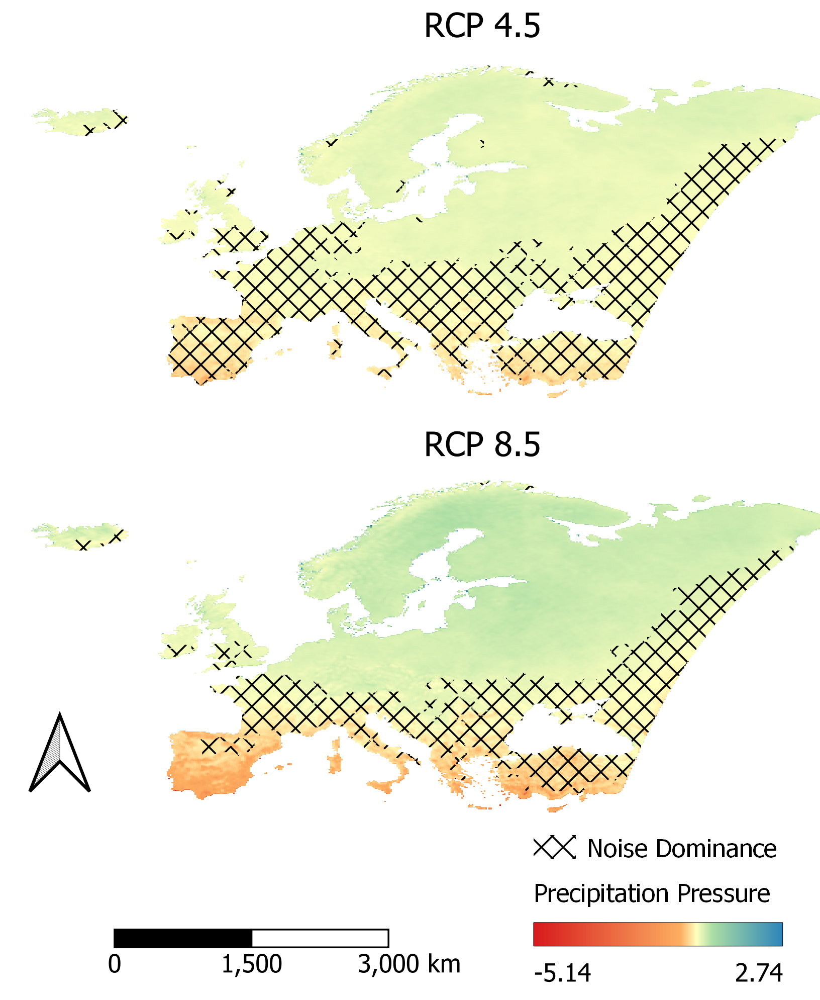 RCP 4.5
RCP 8.5
Noise Dominance
Precipitation Pressure
-5.14 2.74
0 1,500 3,000 km